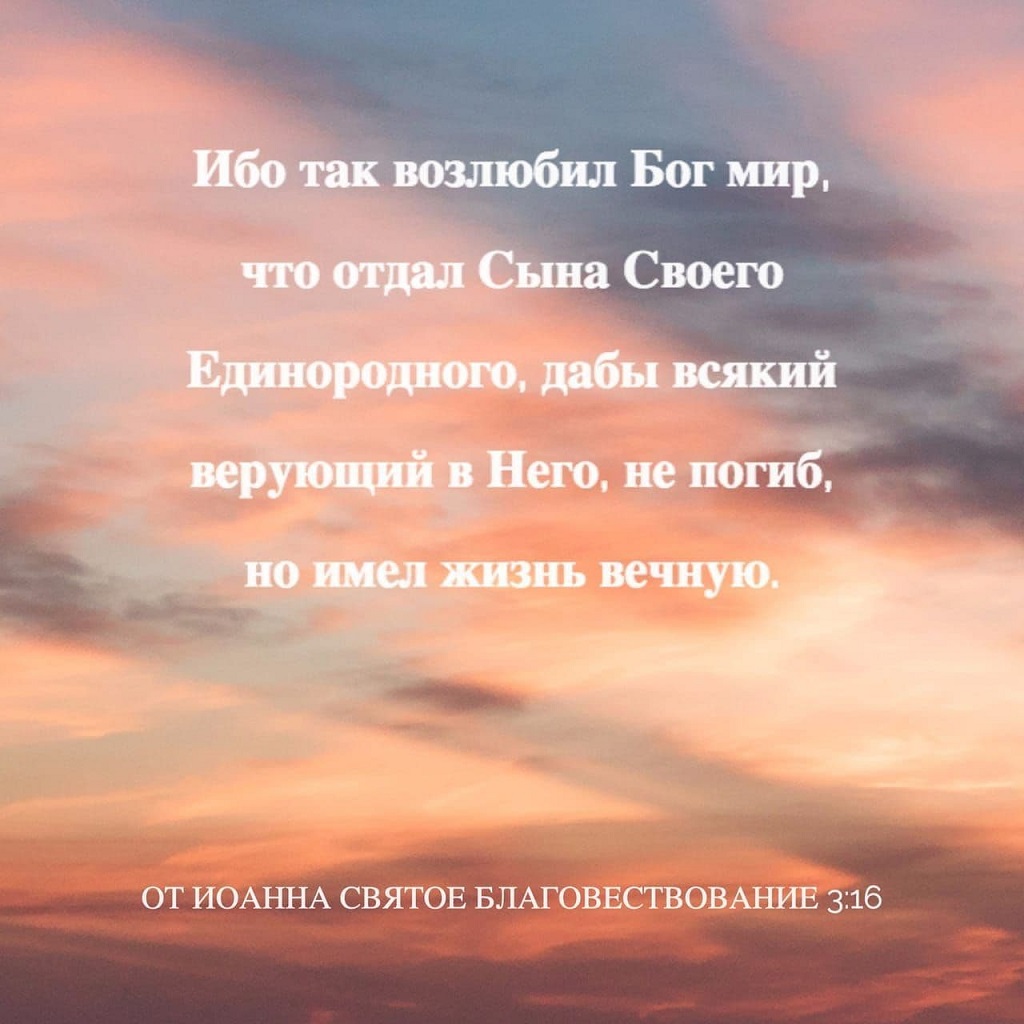 Ибо так возлюбил Бог мир,
что отдал Сына Своего
Единородного, дабы всякий
верующий в Него, не погиб,
но имел жизнь вечную.
ОТ ИОАННА СВЯТОЕ БЛАГОВЕСТВОВАНИЕ 3:16